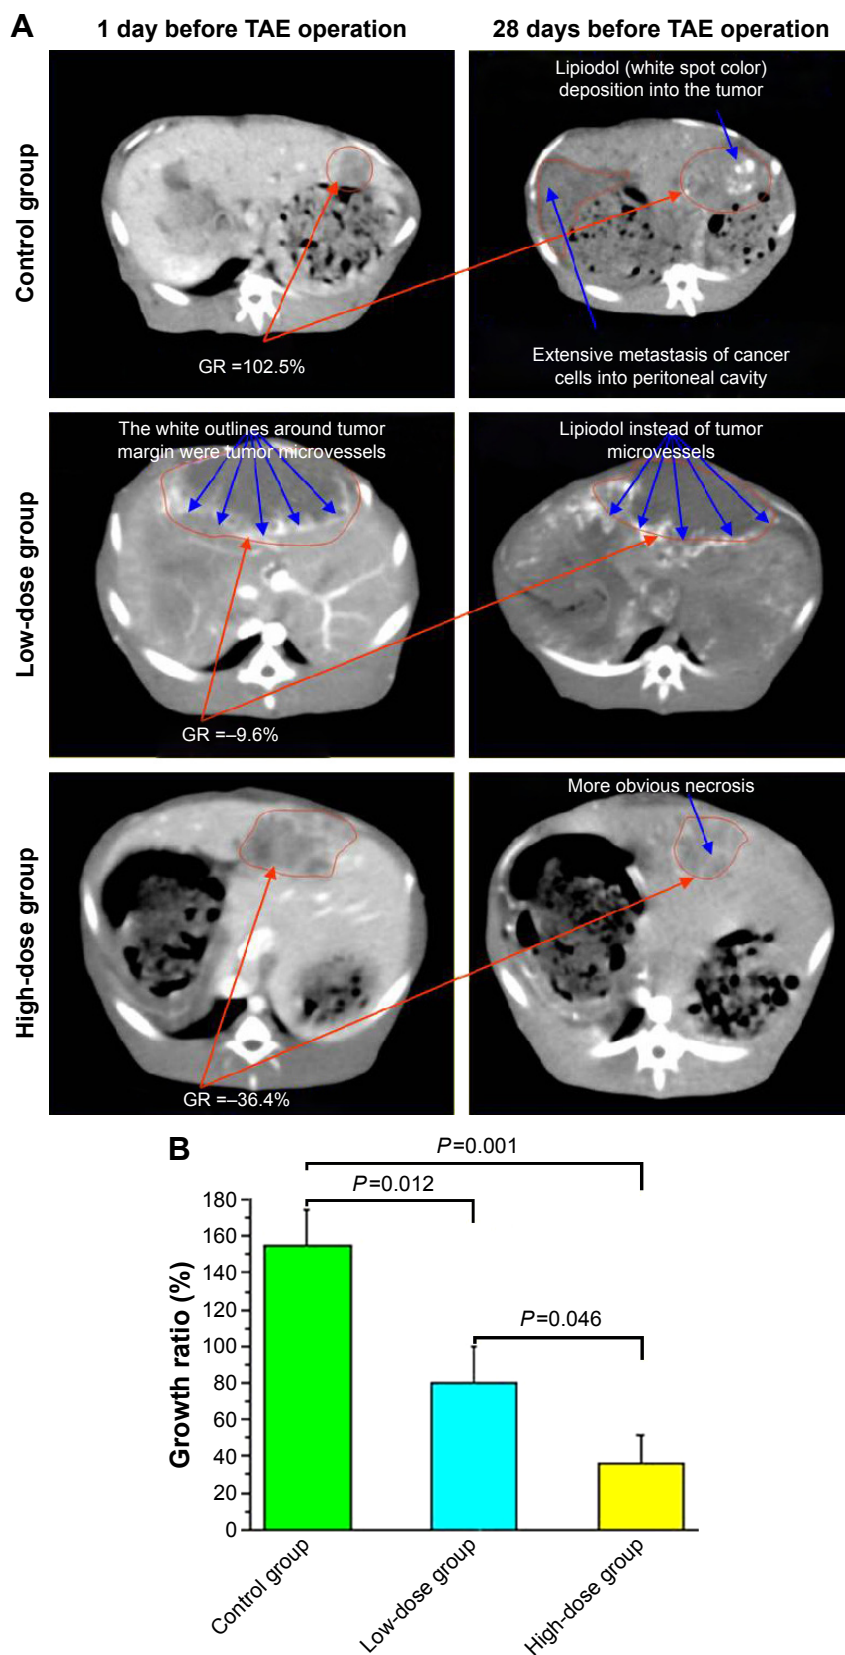 A
1 day before TAE operation
28 days before TAE operation
Control group
Lipiodol (white spot color)
deposition into the tumor
GR =102.5%
Extensive metastasis of cancer
cells into peritoneal cavity
Low-dose group
The white outlines around tumor
margin were tumor microvessels
Lipiodol instead of tumor
microvessels
GR =–9.6%
High-dose group
More obvious necrosis
GR =–36.4%
B
P=0.001
P=0.012
P=0.046
Growth ratio (%)
180
160
140
120
100
80
60
40
20
0
Control group
Low-dose group
High-dose group